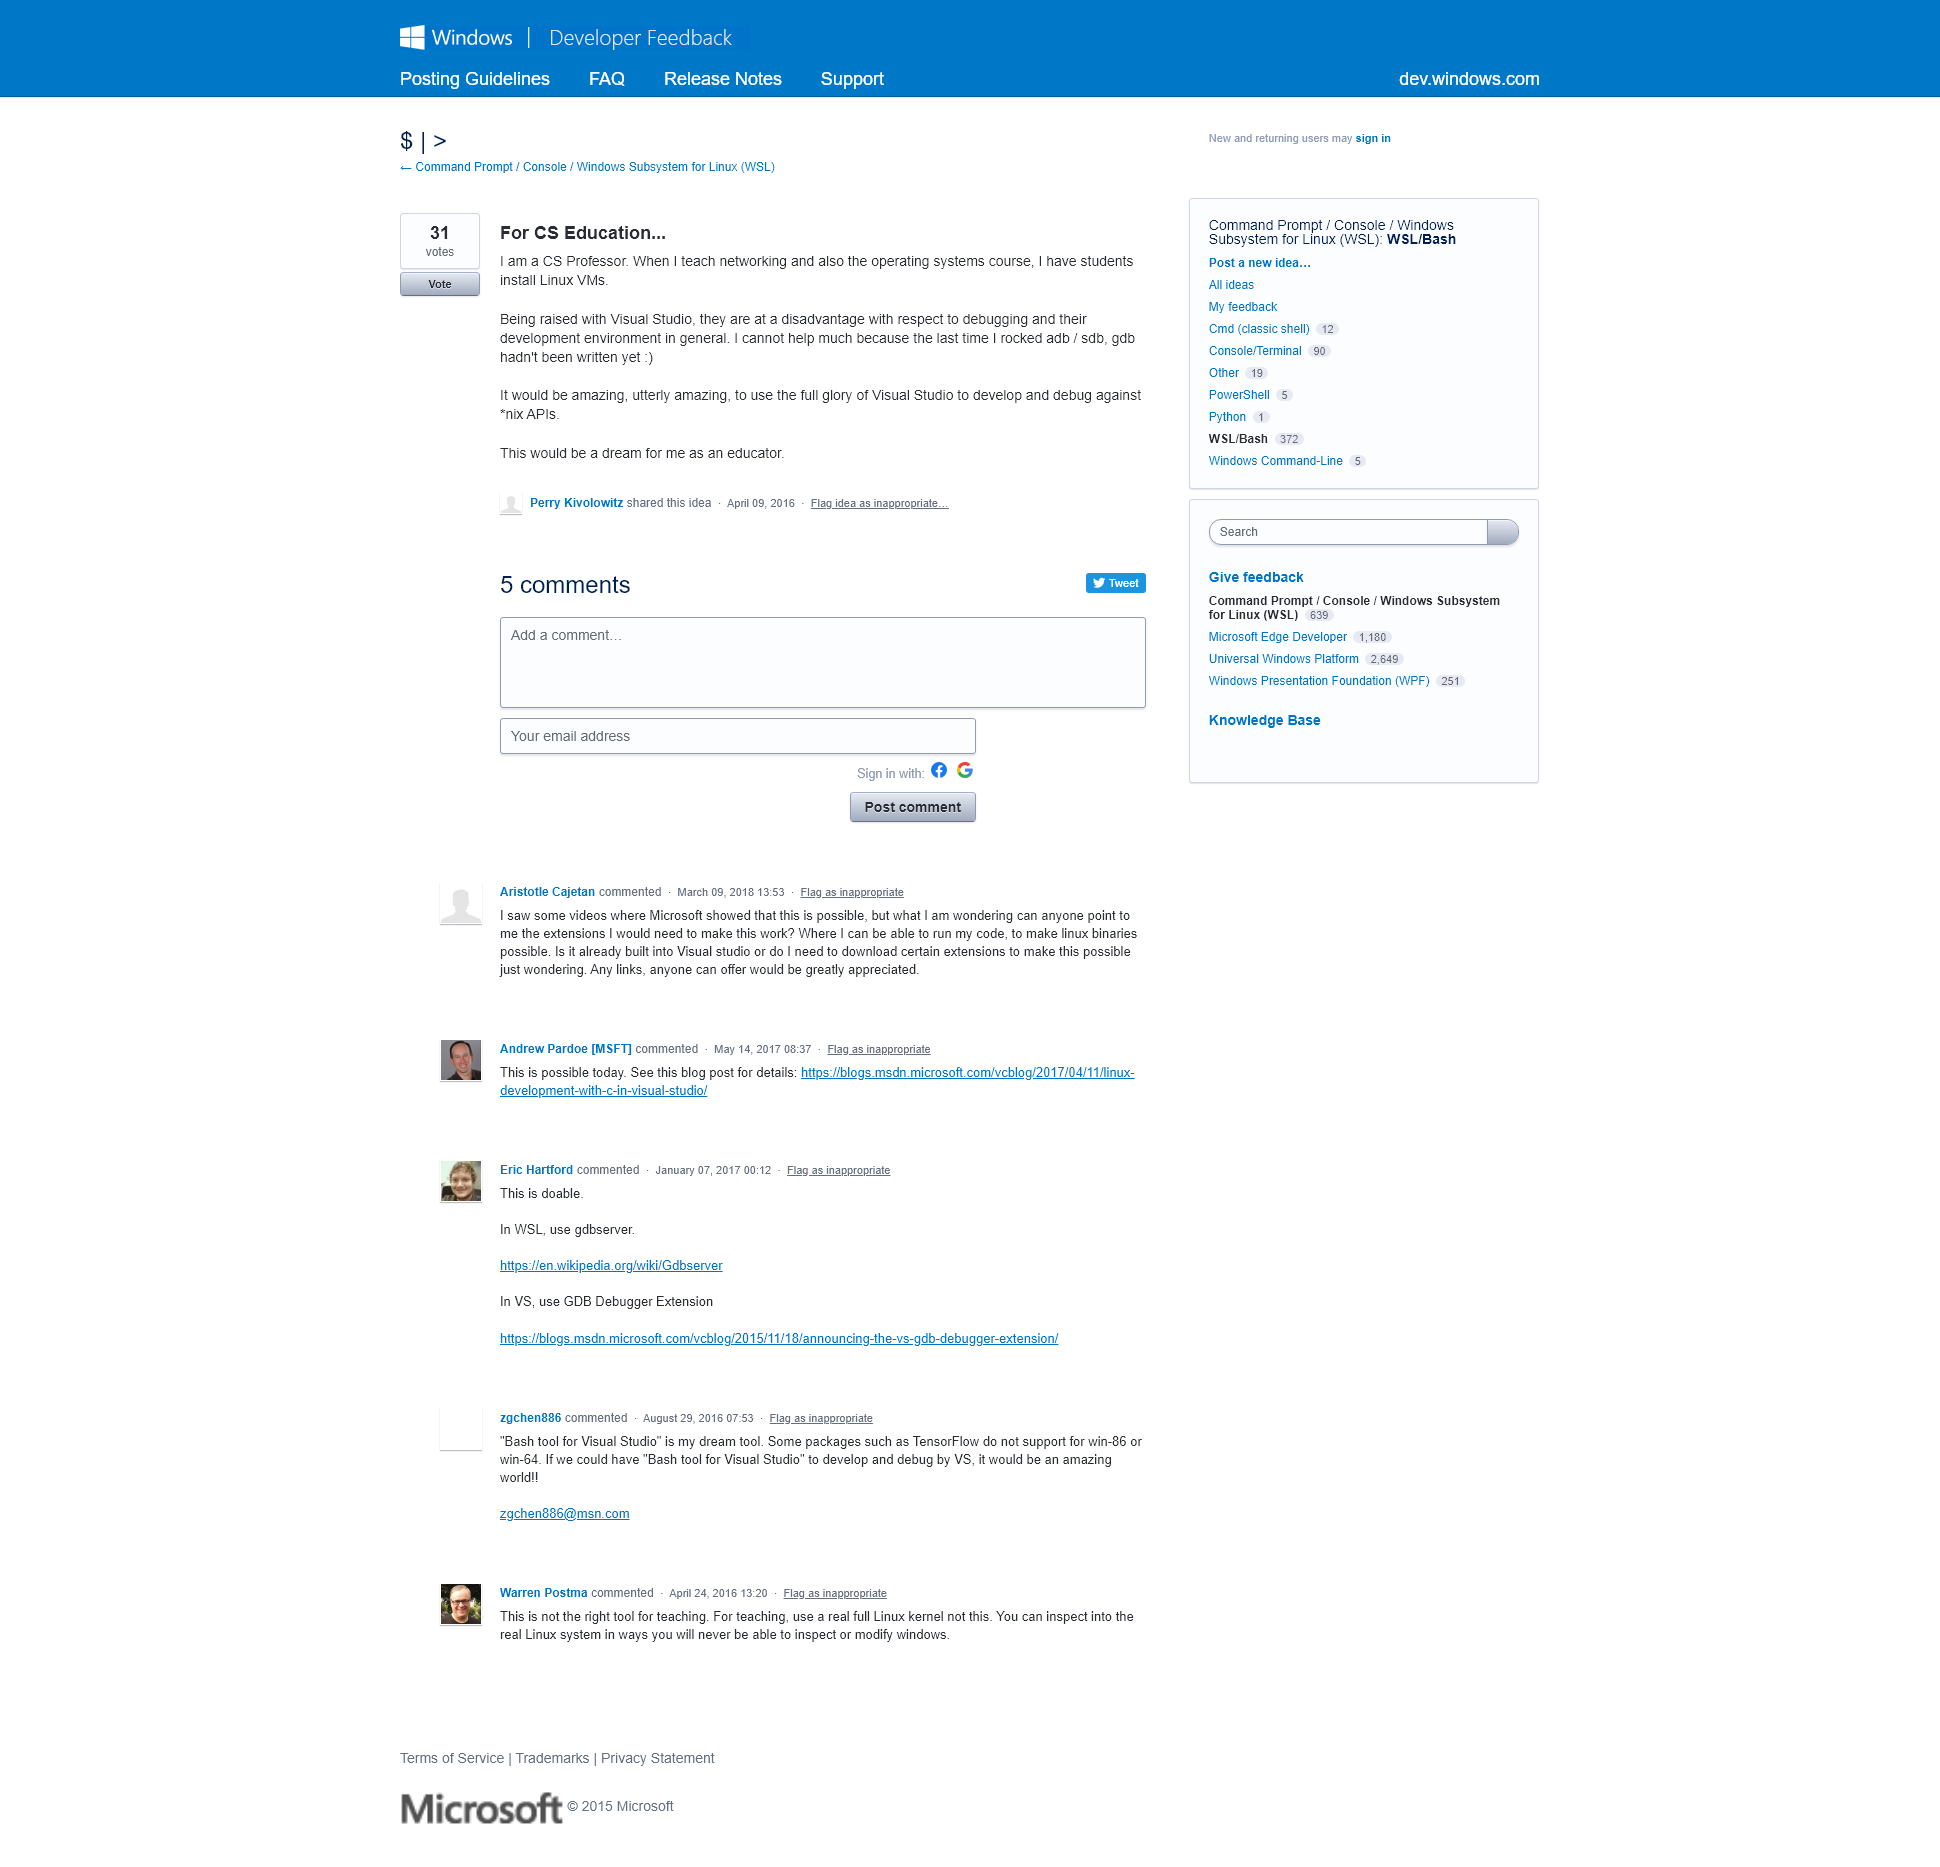 Windows | Developer Feedback
Posting Guidelines FAQ Release Notes Support dev.windows.com
$ | >
← Command Prompt / Console / Windows Subsystem for Linux (WSL)
31
votes
Vote
For CS Education...
I am a CS Professor. When I teach networking and also the operating systems course, I have students
install Linux VMs.
Being raised with Visual Studio, they are at a disadvantage with respect to debugging and their
development environment in general. I cannot help much because the last time I rocked adb / sdb, gdb
hadn't been written yet :)
It would be amazing, utterly amazing, to use the full glory of Visual Studio to develop and debug against
*nix APIs.
This would be a dream for me as an educator.
Perry Kivolowitz shared this idea · April 09, 2016 · Flag idea as inappropriate…
5 comments
Tweet
Add a comment…
Your email address
Sign in with:
Post comment
Aristotle Cajetan commented · March 09, 2018 13:53 · Flag as inappropriate
I saw some videos where Microsoft showed that this is possible, but what I am wondering can anyone point to
me the extensions I would need to make this work? Where I can be able to run my code, to make linux binaries
possible. Is it already built into Visual studio or do I need to download certain extensions to make this possible
just wondering. Any links, anyone can offer would be greatly appreciated.
Andrew Pardoe [MSFT] commented · May 14, 2017 08:37 · Flag as inappropriate
This is possible today. See this blog post for details: https://blogs.msdn.microsoft.com/vcblog/2017/04/11/linux-
development-with-c-in-visual-studio/
Eric Hartford commented · January 07, 2017 00:12 · Flag as inappropriate
This is doable.
In WSL, use gdbserver.
https://en.wikipedia.org/wiki/Gdbserver
In VS, use GDB Debugger Extension
https://blogs.msdn.microsoft.com/vcblog/2015/11/18/announcing-the-vs-gdb-debugger-extension/
zgchen886 commented · August 29, 2016 07:53 · Flag as inappropriate
"Bash tool for Visual Studio" is my dream tool. Some packages such as TensorFlow do not support for win-86 or
win-64. If we could have "Bash tool for Visual Studio" to develop and debug by VS, it would be an amazing
world!!
zgchen886@msn.com
Warren Postma commented · April 24, 2016 13:20 · Flag as inappropriate
This is not the right tool for teaching. For teaching, use a real full Linux kernel not this. You can inspect into the
real Linux system in ways you will never be able to inspect or modify windows.
New and returning users may sign in
Command Prompt / Console / Windows
Subsystem for Linux (WSL): WSL/Bash
Post a new idea…
All ideas
My feedback
Cmd (classic shell) 12
Console/Terminal 90
Other 19
PowerShell 5
Python 1
WSL/Bash 372
Windows Command-Line 5
Search
Give feedback
Command Prompt / Console / Windows Subsystem
for Linux (WSL) 639
Microsoft Edge Developer 1,180
Universal Windows Platform 2,649
Windows Presentation Foundation (WPF) 251
Knowledge Base
Terms of Service | Trademarks | Privacy Statement
Microsoft © 2015 Microsoft